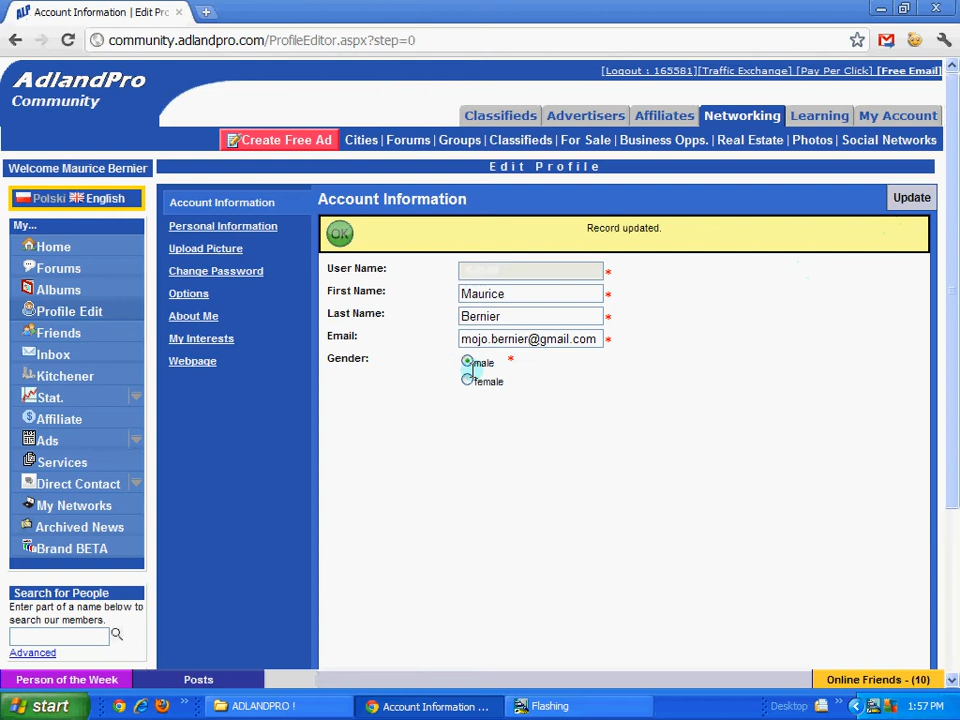 Account Information | Edit Pro
community.adlandpro.com/ProfileEditor.aspx?step=0
ALP
AdlandPro
Community
[Logout : 165581][Traffic Exchange] [Pay Per Click] [Free Email]
Classifieds Advertisers Affiliates Networking Learning My Account
Create Free Ad Cities | Forums | Groups | Classifieds | For Sale | Business Opp. | Real Estate | Photos | Social Networks
Welcome Maurice Bernier
Edit Profile
Polski English
My...
Home
Forums
Albums
Profile Edit
Friends
Inbox
Kitchener
Stat.
Affiliate
Ads
Services
Direct Contact
My Networks
Archived News
Brand BETA
Search for People
Enter part of a name below to
search our members.
Advanced
Account Information
Personal Information
Upload Picture
Change Password
Options
About Me
My Interests
Webpage
Account Information
Update
OK
Record updated.
User Name: *
First Name: Maurice *
Last Name: Bernier *
Email: mojo.bernier@gmail.com *
Gender: male *
female
Person of the Week Posts Online Friends - (10)
start ADLANDPRO ! Account Information ... Flashing Desktop 1:57 PM